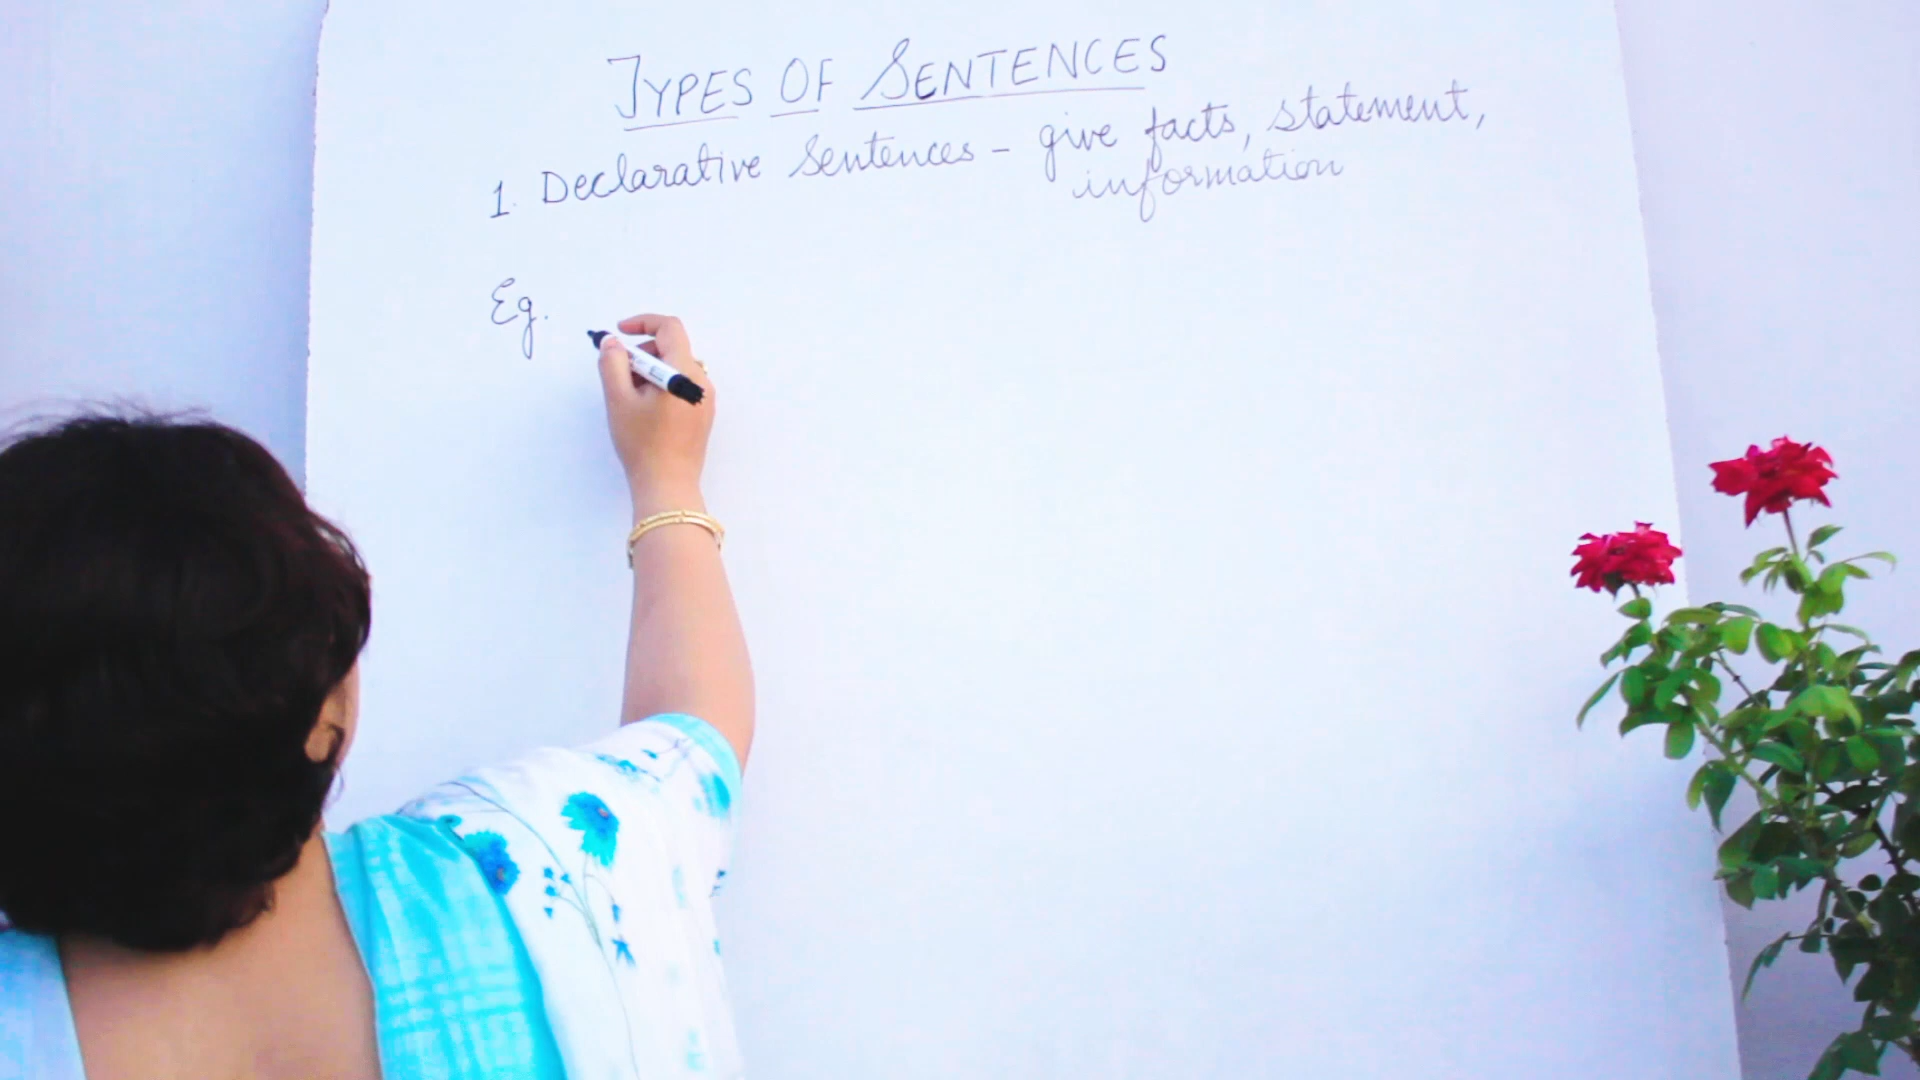 TYPES OF SENTENCES
1. Declarative Sentences - give facts, statement,
information
Eg.